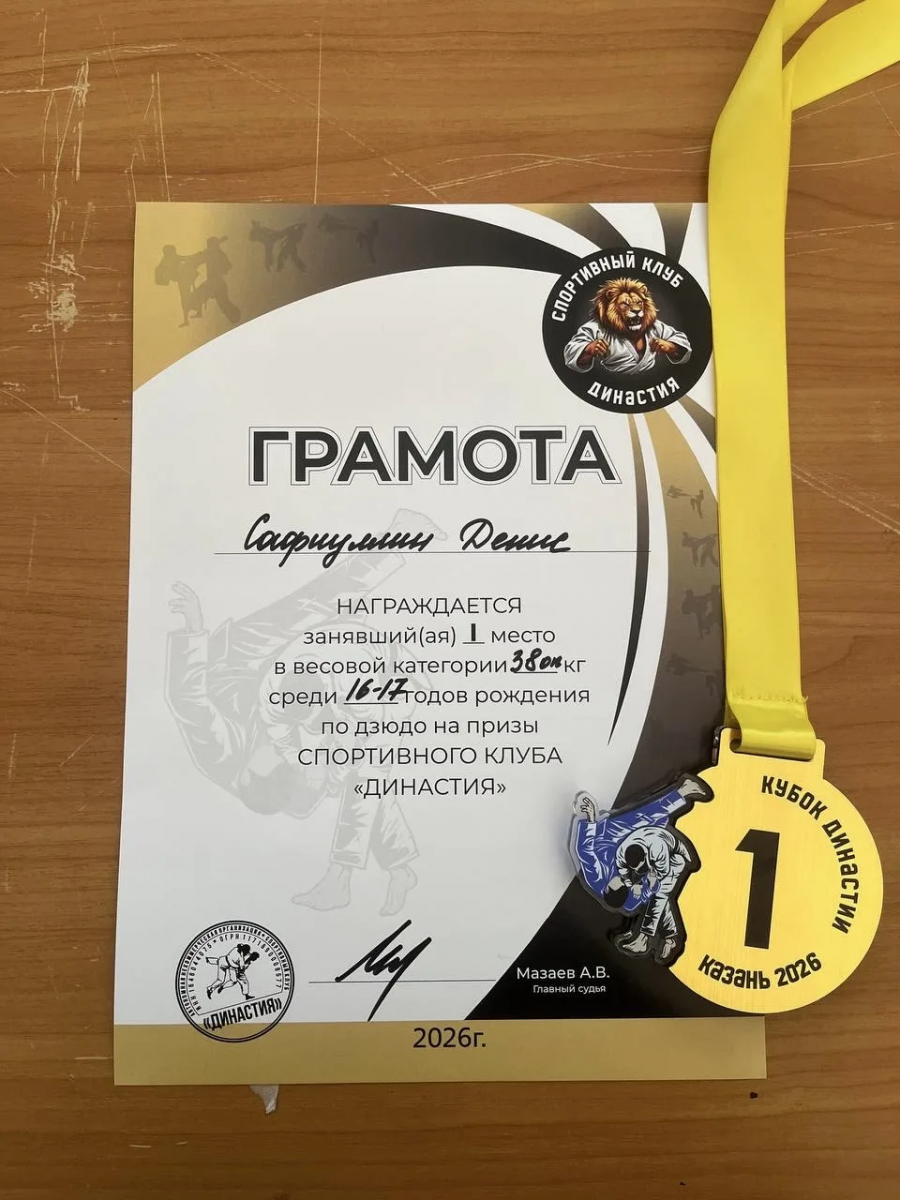 СПОРТИВНЫЙ КЛУБ
ДИНАСТИЯ
ГРАМОТА
Сафиуллин Денис
НАГРАЖДАЕТСЯ
занявший(ая) 1 место
в весовой категории 38 кг
среди 16-17 годов рождения
по дзюдо на призы
СПОРТИВНОГО КЛУБА
«ДИНАСТИЯ»
КУБОК ДИНАСТИИ
1
Казань 2026
«ДИНАСТИЯ»
Мазаев А.В.
Главный судья
2026г.